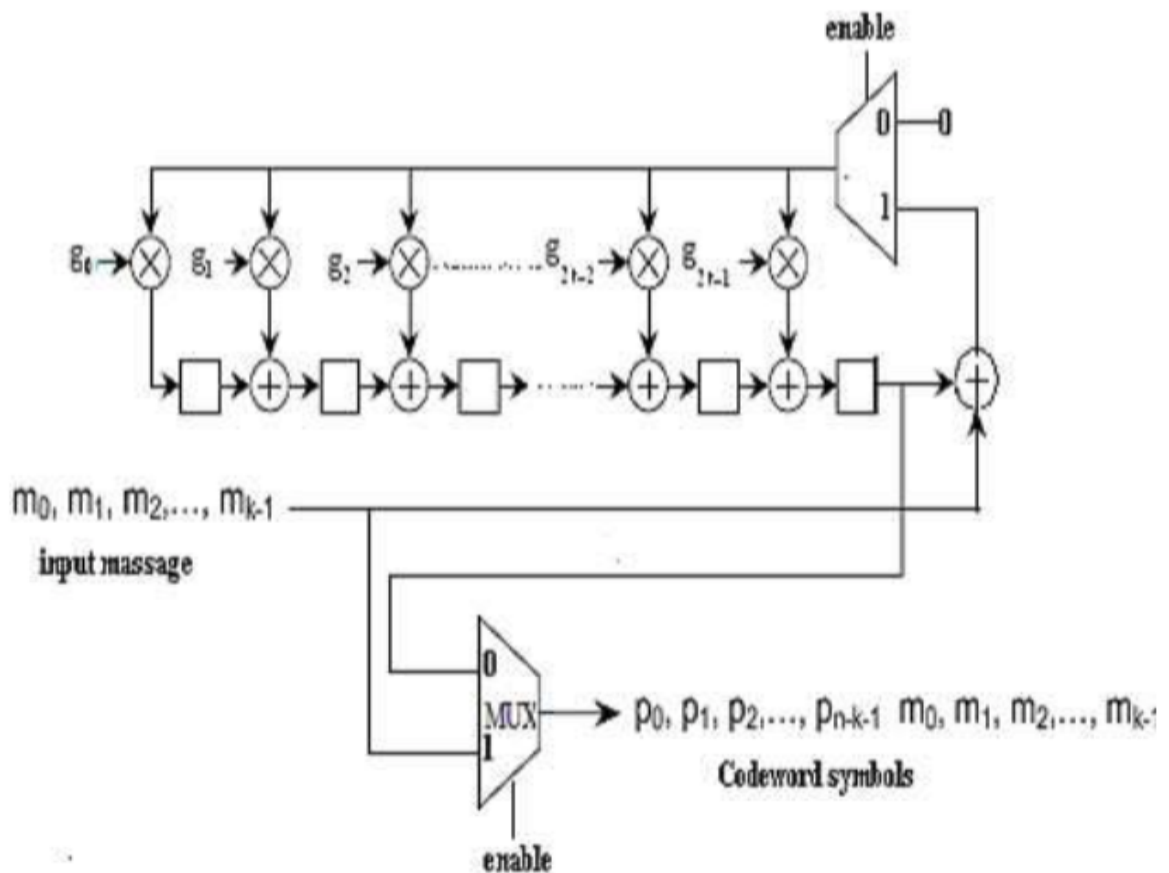 enable
0 0
1
g0 g1 g2 g2t-2 g2t-1
m0, m1, m2,..., mk-1
input massage
0
MUX
1
p0, p1, p2,..., pn-k-1 m0, m1, m2,..., mk-1
Codeword symbols
enable